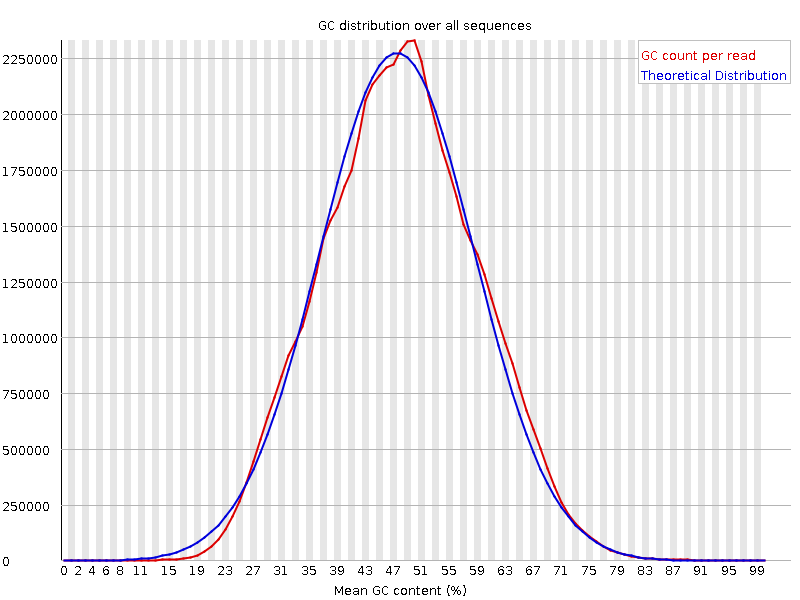 GC distribution over all sequences
GC count per read
Theoretical Distribution
2250000
2000000
1750000
1500000
1250000
1000000
750000
500000
250000
0
0 2 4 6 8 11 15 19 23 27 31 35 39 43 47 51 55 59 63 67 71 75 79 83 87 91 95 99
Mean GC content (%)